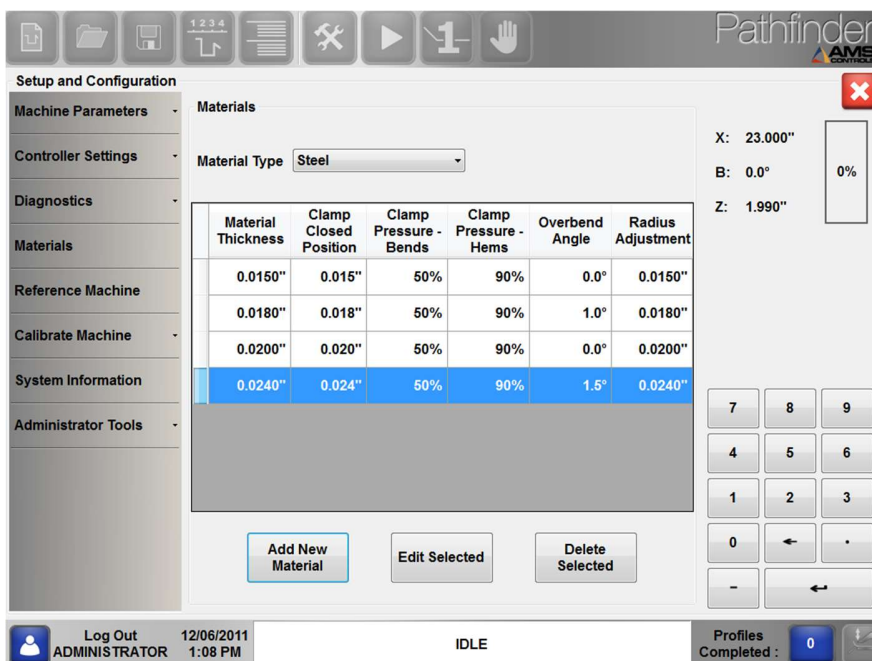 1 2 3 4
1
Pathfinder
AMS
CONTROLS
Setup and Configuration
Machine Parameters
Controller Settings
Diagnostics
Materials
Reference Machine
Calibrate Machine
System Information
Administrator Tools
Materials
Material Type Steel
Material Thickness Clamp Closed Position Clamp Pressure - Bends Clamp Pressure - Hems Overbend Angle Radius Adjustment
0.0150" 0.015" 50% 90% 0.0° 0.0150"
0.0180" 0.018" 50% 90% 1.0° 0.0180"
0.0200" 0.020" 50% 90% 0.0° 0.0200"
0.0240" 0.024" 50% 90% 1.5° 0.0240"
Add New
Material
Edit Selected
Delete
Selected
X: 23.000"
B: 0.0°
Z: 1.990"
0%
7 8 9
4 5 6
1 2 3
0 .
-
Log Out
ADMINISTRATOR
12/06/2011
1:08 PM
IDLE
Profiles
Completed :
0